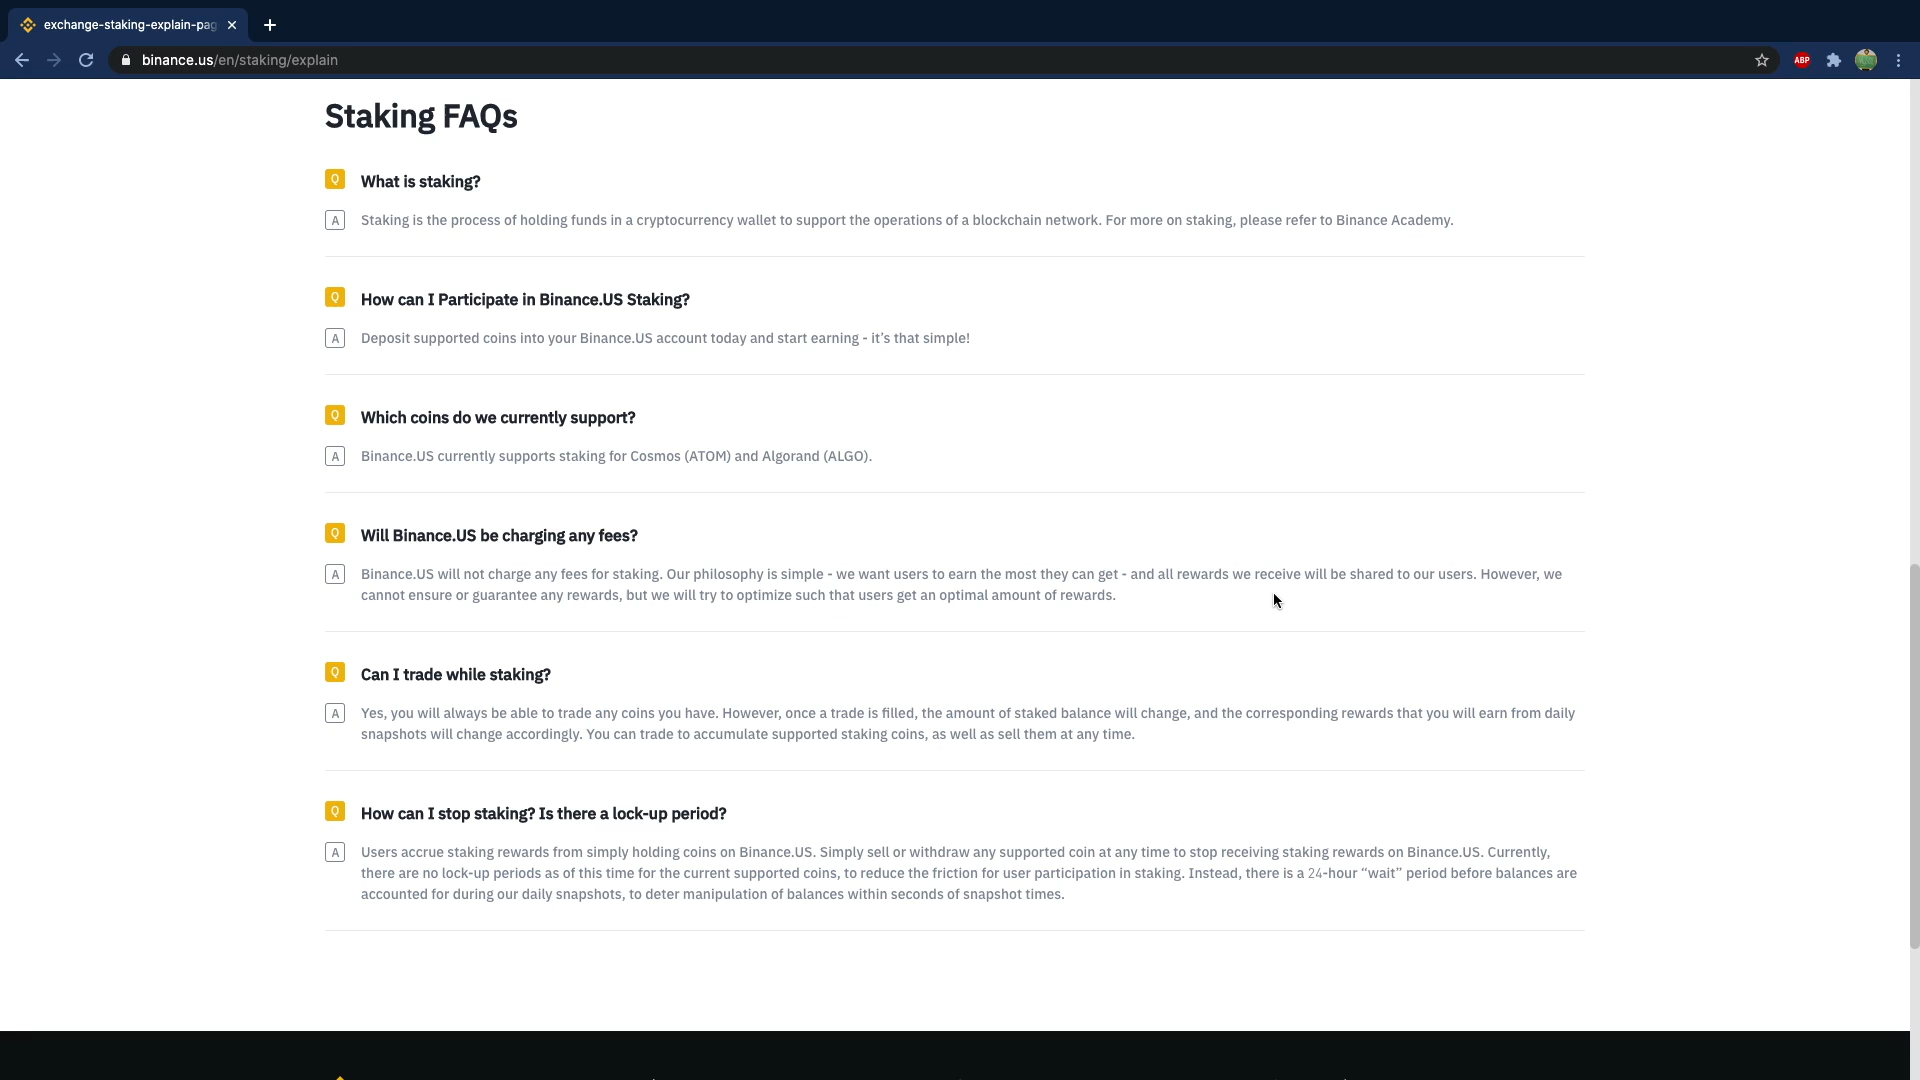 exchange-staking-explain-pag
binance.us/en/staking/explain
ABP
Staking FAQs
Q What is staking?
A Staking is the process of holding funds in a cryptocurrency wallet to support the operations of a blockchain network. For more on staking, please refer to Binance Academy.
Q How can I Participate in Binance.US Staking?
A Deposit supported coins into your Binance.US account today and start earning - it’s that simple!
Q Which coins do we currently support?
A Binance.US currently supports staking for Cosmos (ATOM) and Algorand (ALGO).
Q Will Binance.US be charging any fees?
A Binance.US will not charge any fees for staking. Our philosophy is simple - we want users to earn the most they can get - and all rewards we receive will be shared to our users. However, we
cannot ensure or guarantee any rewards, but we will try to optimize such that users get an optimal amount of rewards.
Q Can I trade while staking?
A Yes, you will always be able to trade any coins you have. However, once a trade is filled, the amount of staked balance will change, and the corresponding rewards that you will earn from daily
snapshots will change accordingly. You can trade to accumulate supported staking coins, as well as sell them at any time.
Q How can I stop staking? Is there a lock-up period?
A Users accrue staking rewards from simply holding coins on Binance.US. Simply sell or withdraw any supported coin at any time to stop receiving staking rewards on Binance.US. Currently,
there are no lock-up periods as of this time for the current supported coins, to reduce the friction for user participation in staking. Instead, there is a 24-hour “wait” period before balances are
accounted for during our daily snapshots, to deter manipulation of balances within seconds of snapshot times.